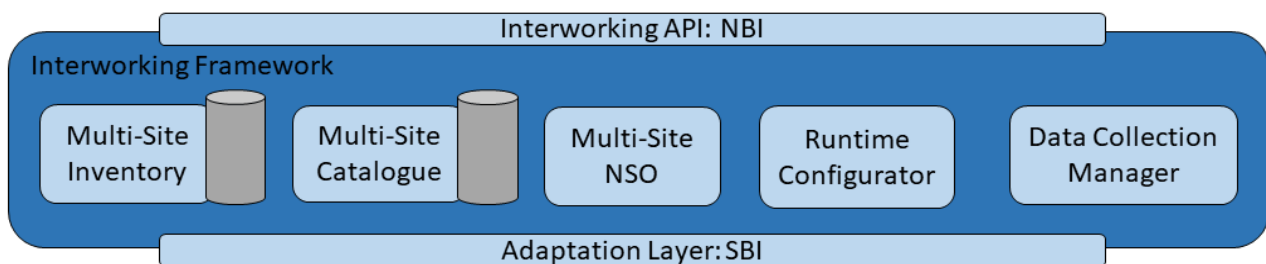 Interworking API: NBI
Interworking Framework
Multi-Site
Inventory
Multi-Site
Catalogue
Multi-Site
NSO
Runtime
Configurator
Data Collection
Manager
Adaptation Layer: SBI